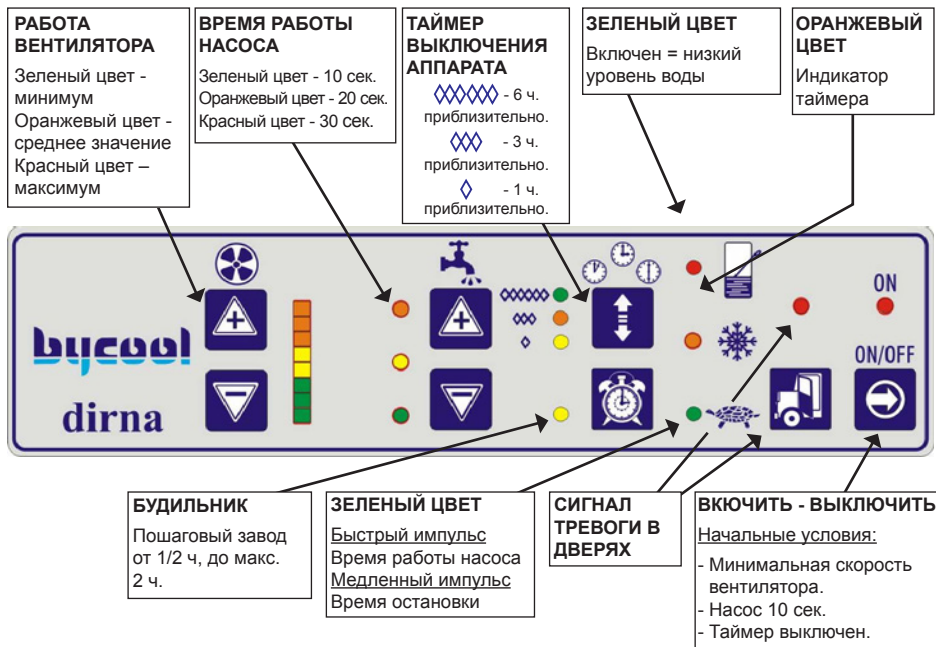 РАБОТА
ВЕНТИЛЯТОРА
Зеленый цвет -
минимум
Оранжевый цвет -
среднее значение
Красный цвет –
максимум
ВРЕМЯ РАБОТЫ
НАСОСА
Зеленый цвет - 10 сек.
Оранжевый цвет - 20 сек.
Красный цвет - 30 сек.
ТАЙМЕР
ВЫКЛЮЧЕНИЯ
АППАРАТА
- 6 ч.
приблизительно.
- 3 ч.
приблизительно.
- 1 ч.
приблизительно.
ЗЕЛЕНЫЙ ЦВЕТ
Включен = низкий
уровень воды
ОРАНЖЕВЫЙ
ЦВЕТ
Индикатор
таймера
bycool
dirna
ON
ON/OFF
БУДИЛЬНИК
Пошаговый завод
от 1/2 ч, до макс.
2 ч.
ЗЕЛЕНЫЙ ЦВЕТ
Быстрый импульс
Время работы насоса
Медленный импульс
Время остановки
СИГНАЛ
ТРЕВОГИ В
ДВЕРЯХ
ВКЮЧИТЬ - ВЫКЛЮЧИТЬ
Начальные условия:
- Минимальная скорость
вентилятора.
- Насос 10 сек.
- Таймер выключен.